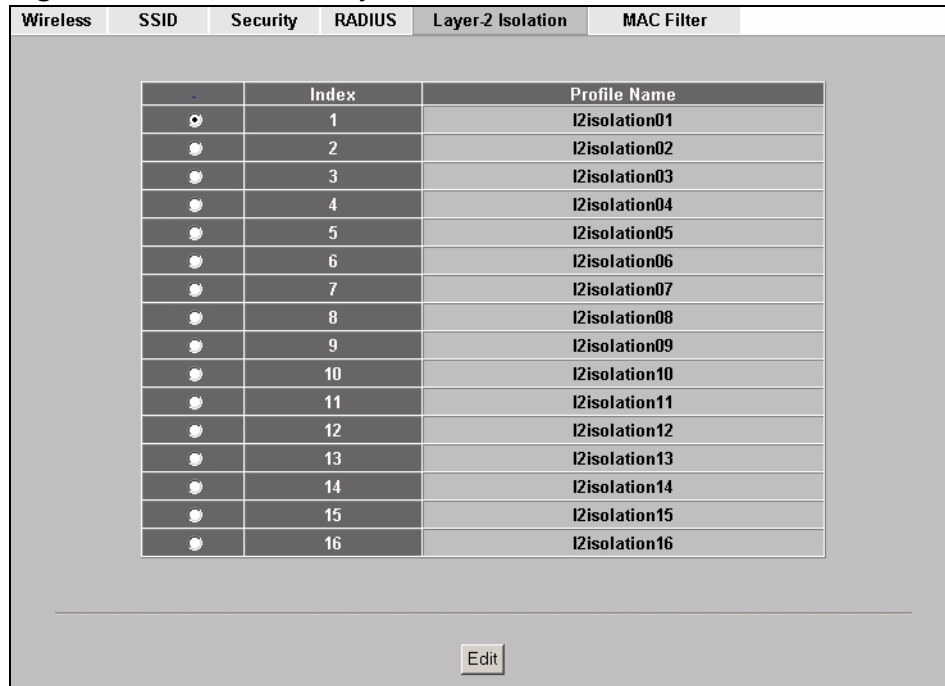 Wireless SSID Security RADIUS Layer-2 Isolation MAC Filter
- Index Profile Name
1 l2isolation01
2 l2isolation02
3 l2isolation03
4 l2isolation04
5 l2isolation05
6 l2isolation06
7 l2isolation07
8 l2isolation08
9 l2isolation09
10 l2isolation10
11 l2isolation11
12 l2isolation12
13 l2isolation13
14 l2isolation14
15 l2isolation15
16 l2isolation16
Edit